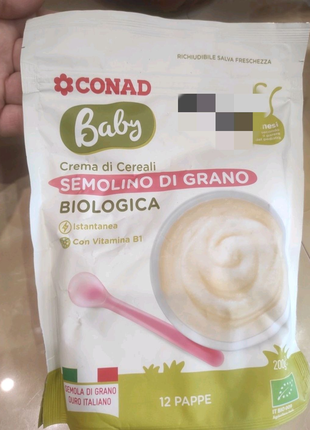 RICHIUDIBILE SALVA FRESCHEZZA
CONAD
Baby
Crema di Cereali
SEMOLINO DI GRANO
BIOLOGICA
Istantanea
Con Vitamina B1
SEMOLA DI GRANO
DURO ITALIANO
12 PAPPE